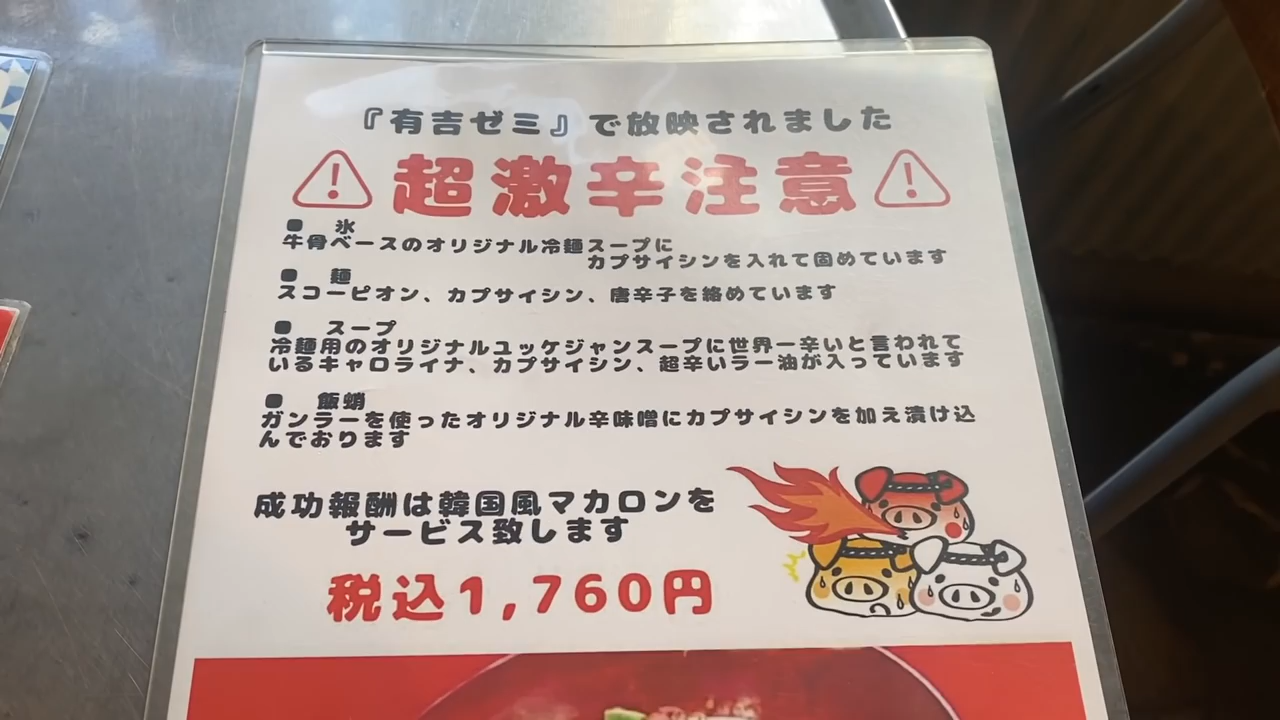 『有吉ゼミ』で放映されました
超激辛注意
■ 氷
牛骨ベースのオリジナル冷麺スープに
カプサイシンを入れて固めています
■ 麺
スコーピオン、カプサイシン、唐辛子を絡めています
■ スープ
冷麺用のオリジナルユッケジャンスープに世界一辛いと言われて
いるキャロライナ、カプサイシン、超辛いラー油が入っています
■ 飯蛸
ガンラーを使ったオリジナル辛味噌にカプサイシンを加え漬け込
んでおります
成功報酬は韓国風マカロンを
サービス致します
税込1,760円